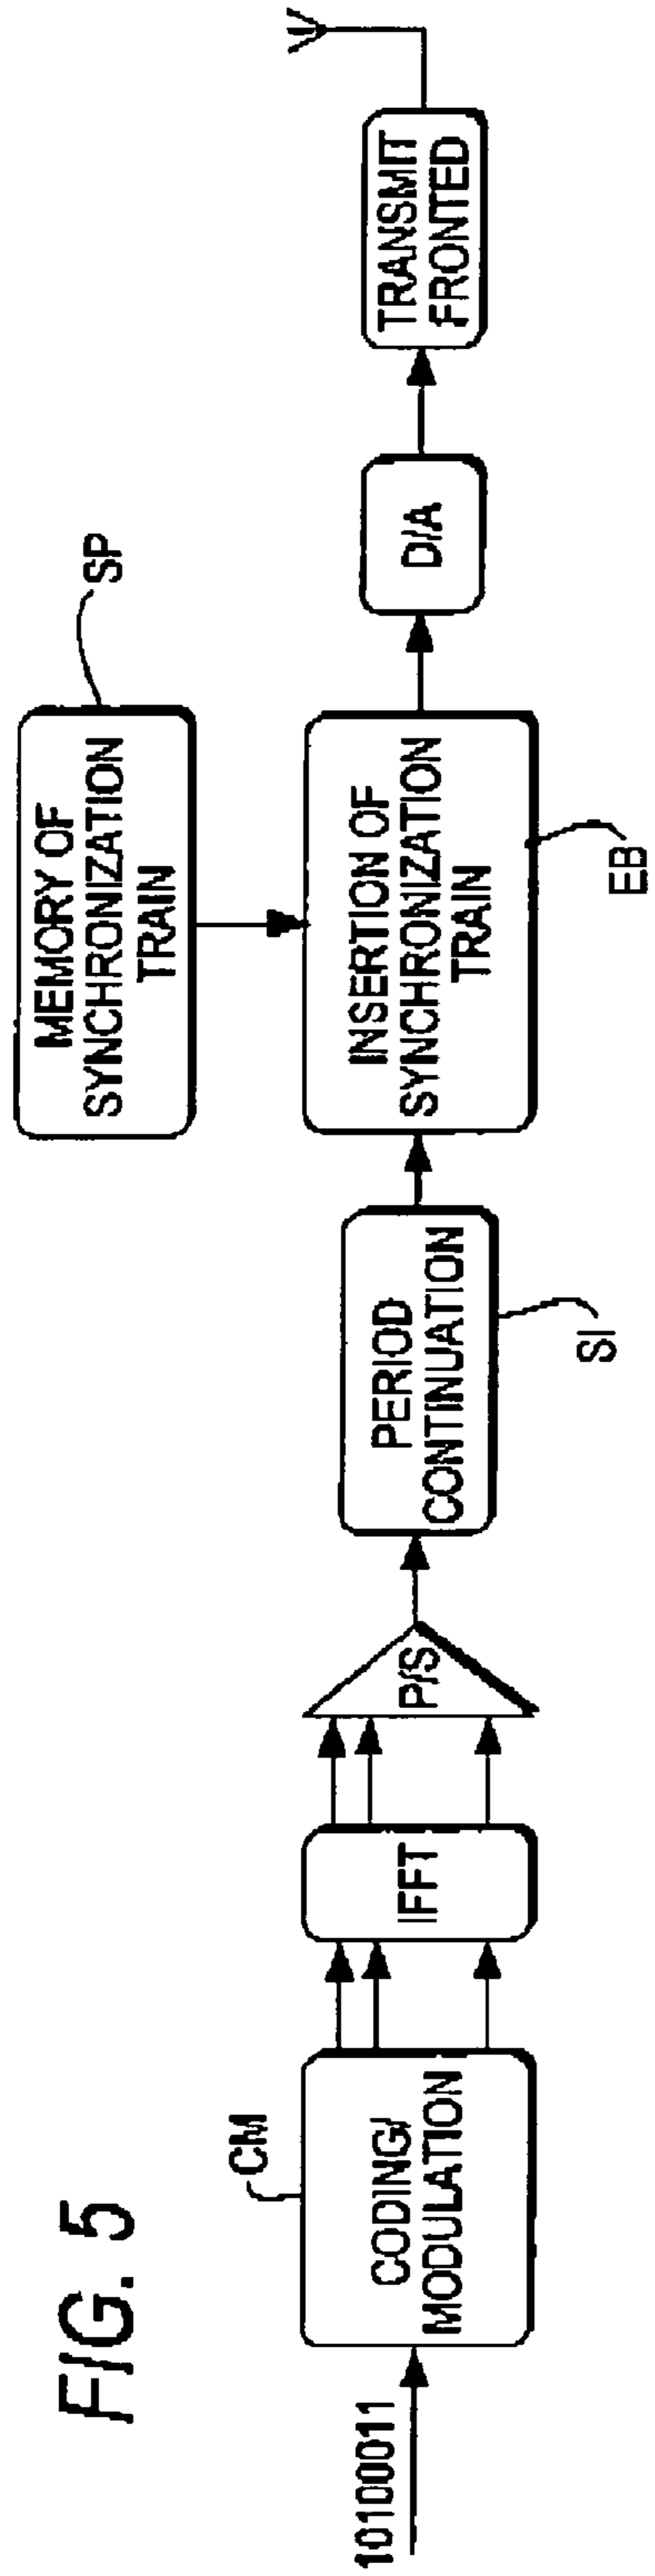 FIG. 5
10100011
CM
CODING/
MODULATION
IFFT
P/S
PERIOD
CONTINUATION
SI
MEMORY OF
SYNCHRONIZATION
TRAIN
SP
INSERTION OF
SYNCHRONIZATION
TRAIN
EB
D/A
TRANSMIT
FRONTED